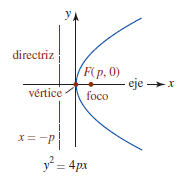 y
directriz
F(p, 0)
eje
x
vértice
foco
x = −p
y² = 4px